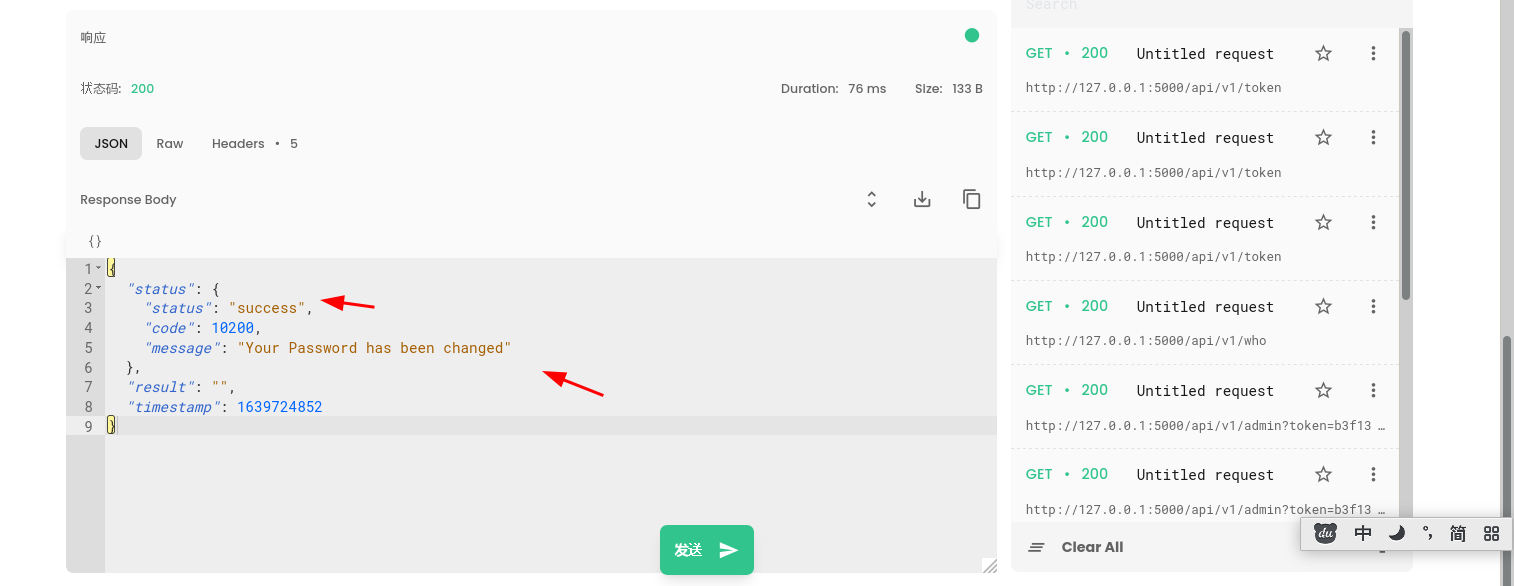 响应
状态码: 200
Duration: 76 ms Size: 133 B
JSON Raw Headers • 5
Response Body
{}
1 {
2 "status": {
3 "status": "success",
4 "code": 10200,
5 "message": "Your Password has been changed"
6 },
7 "result": "",
8 "timestamp": 1639724852
9 }
发送
Search
GET • 200 Untitled request
http://127.0.0.1:5000/api/v1/token
GET • 200 Untitled request
http://127.0.0.1:5000/api/v1/token
GET • 200 Untitled request
http://127.0.0.1:5000/api/v1/token
GET • 200 Untitled request
http://127.0.0.1:5000/api/v1/who
GET • 200 Untitled request
http://127.0.0.1:5000/api/v1/admin?token=b3f13 …
GET • 200 Untitled request
http://127.0.0.1:5000/api/v1/admin?token=b3f13 …
Clear All
du 中 °, 简